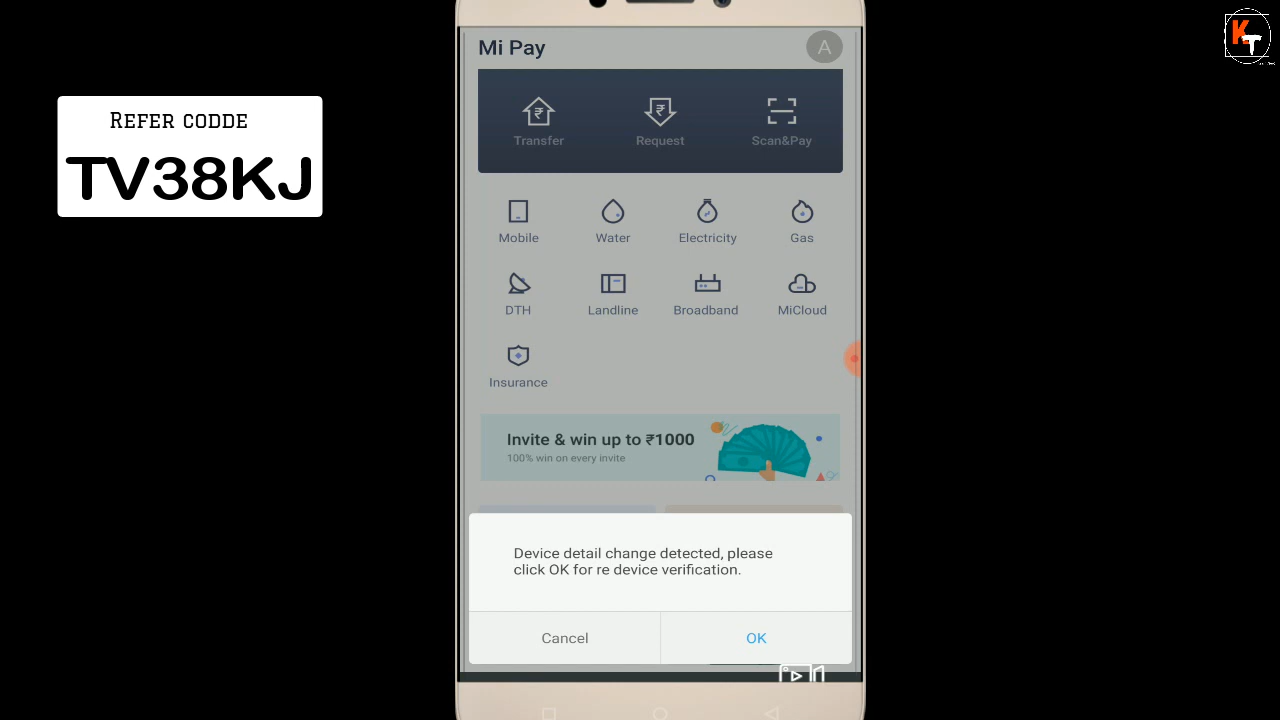 Mi Pay
A
KT
Refer codde
TV38KJ
Transfer Request Scan&Pay
Mobile Water Electricity Gas
DTH Landline Broadband MiCloud
Insurance
Invite & win up to ₹1000
100% win on every invite
Device detail change detected, please
click OK for re device verification.
Cancel OK